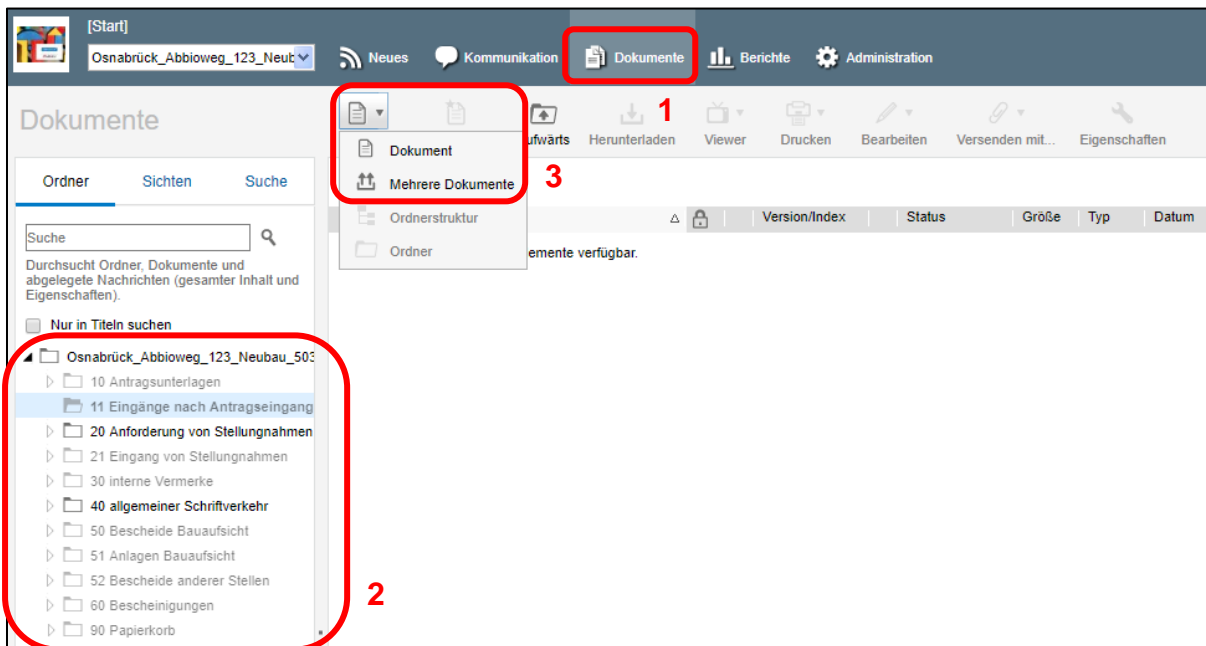 [Start]
Osnabrück_Abbioweg_123_Neub
Neues
Kommunikation
Dokumente
Berichte
Administration
1
Dokumente
ufwärts
Herunterladen
Viewer
Drucken
Bearbeiten
Versenden mit...
Eigenschaften
Dokument
Mehrere Dokumente
3
Ordnerstruktur
Ordner
Ordner
Sichten
Suche
Version/Index
Status
Größe
Typ
Datum
emente verfügbar.
Suche
Durchsucht Ordner, Dokumente und
abgelegte Nachrichten (gesamter Inhalt und
Eigenschaften).
Nur in Titeln suchen
Osnabrück_Abbioweg_123_Neubau_503
10 Antragsunterlagen
11 Eingänge nach Antragseingang
20 Anforderung von Stellungnahmen
21 Eingang von Stellungnahmen
30 interne Vermerke
40 allgemeiner Schriftverkehr
50 Bescheide Bauaufsicht
51 Anlagen Bauaufsicht
52 Bescheide anderer Stellen
60 Bescheinigungen
90 Papierkorb
2